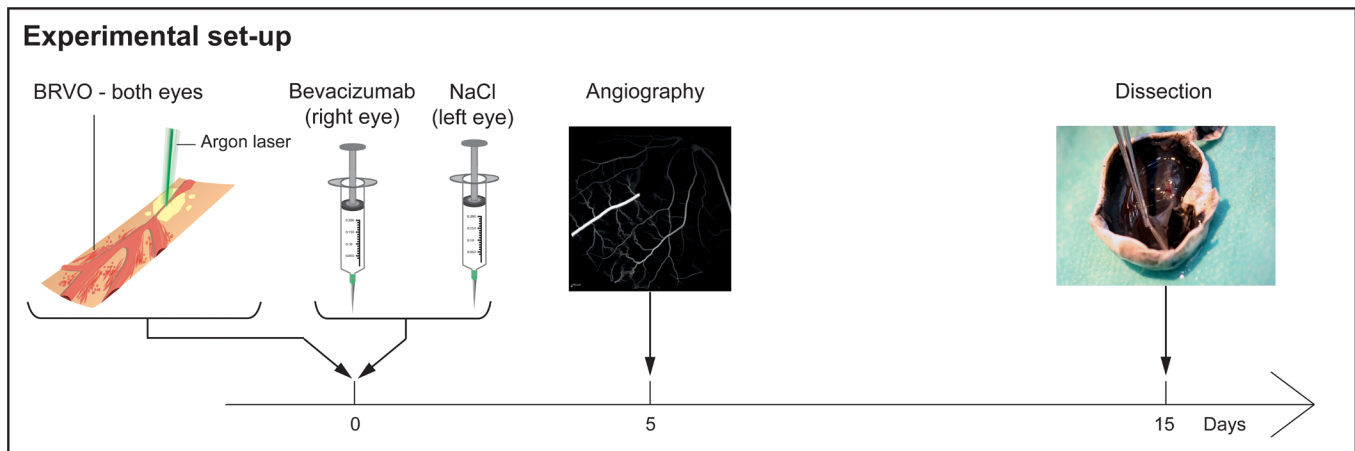 Experimental set-up
BRVO - both eyes
Argon laser
Bevacizumab
(right eye)
NaCl
(left eye)
Angiography
Dissection
0
5
15
Days